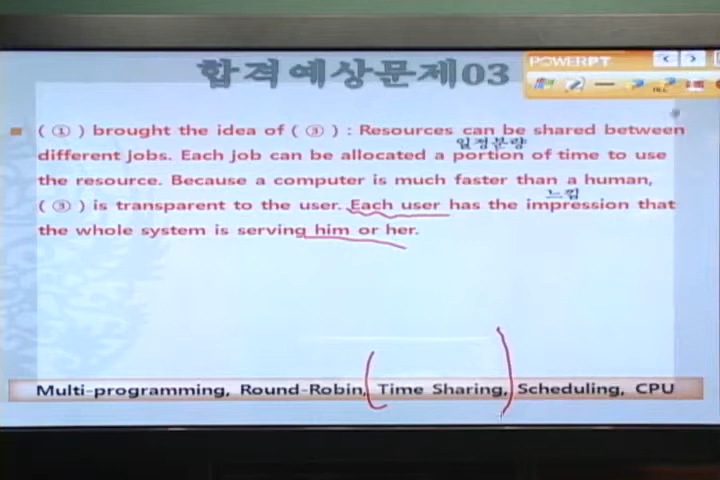 합격예상문제03
POWERPT
( ① ) brought the idea of ( ③ ) : Resources can be shared between
일정분량
different jobs. Each job can be allocated a portion of time to use
the resource. Because a computer is much faster than a human,
느낌
( ③ ) is transparent to the user. Each user has the impression that
the whole system is serving him or her.
Multi-programming, Round-Robin, Time Sharing, Scheduling, CPU